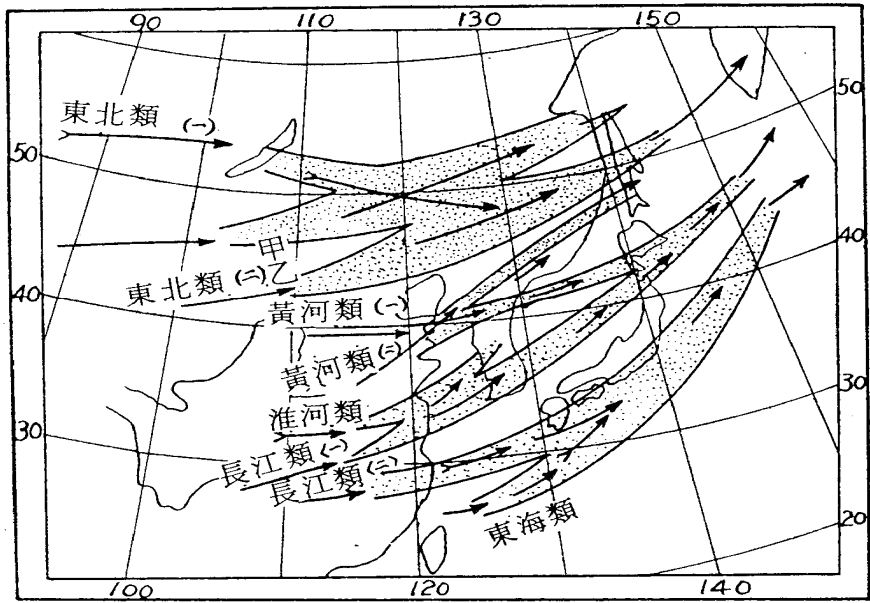 90 110 130 150
東北類 (一)
50
50
甲
乙
東北類 (二)
40
40
黃河類 (一)
黃河類 (二)
淮河類
30
30
長江類 (一)
長江類 (二)
東海類
20
100 120 140